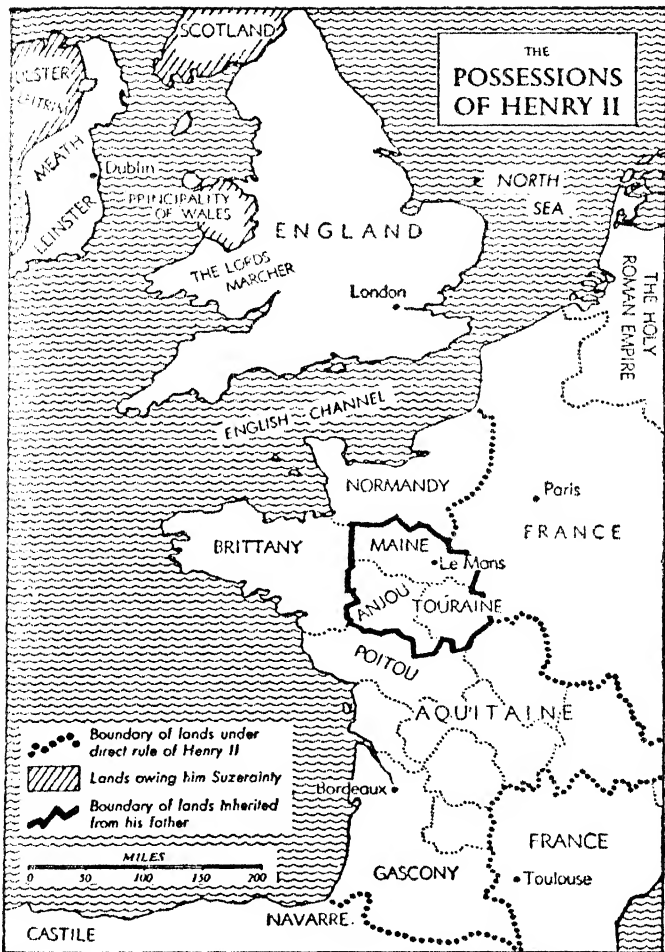 THE
POSSESSIONS
OF HENRY II
SCOTLAND
ULSTER
MEATH
Dublin
LEINSTER
PRINCIPALITY
OF WALES
NORTH
SEA
ENGLAND
THE LORDS
MARCHER
London
THE HOLY
ROMAN EMPIRE
ENGLISH CHANNEL
NORMANDY
Paris
FRANCE
BRITTANY
MAINE
Le Mans
ANJOU
TOURAINE
POITOU
AQUITAINE
Boundary of lands under
direct rule of Henry II
Lands owing him Suzerainty
Boundary of lands Inherited
from his father
MILES
0 50 100 150 200
Bordeaux
FRANCE
Toulouse
GASCONY
NAVARRE
CASTILE